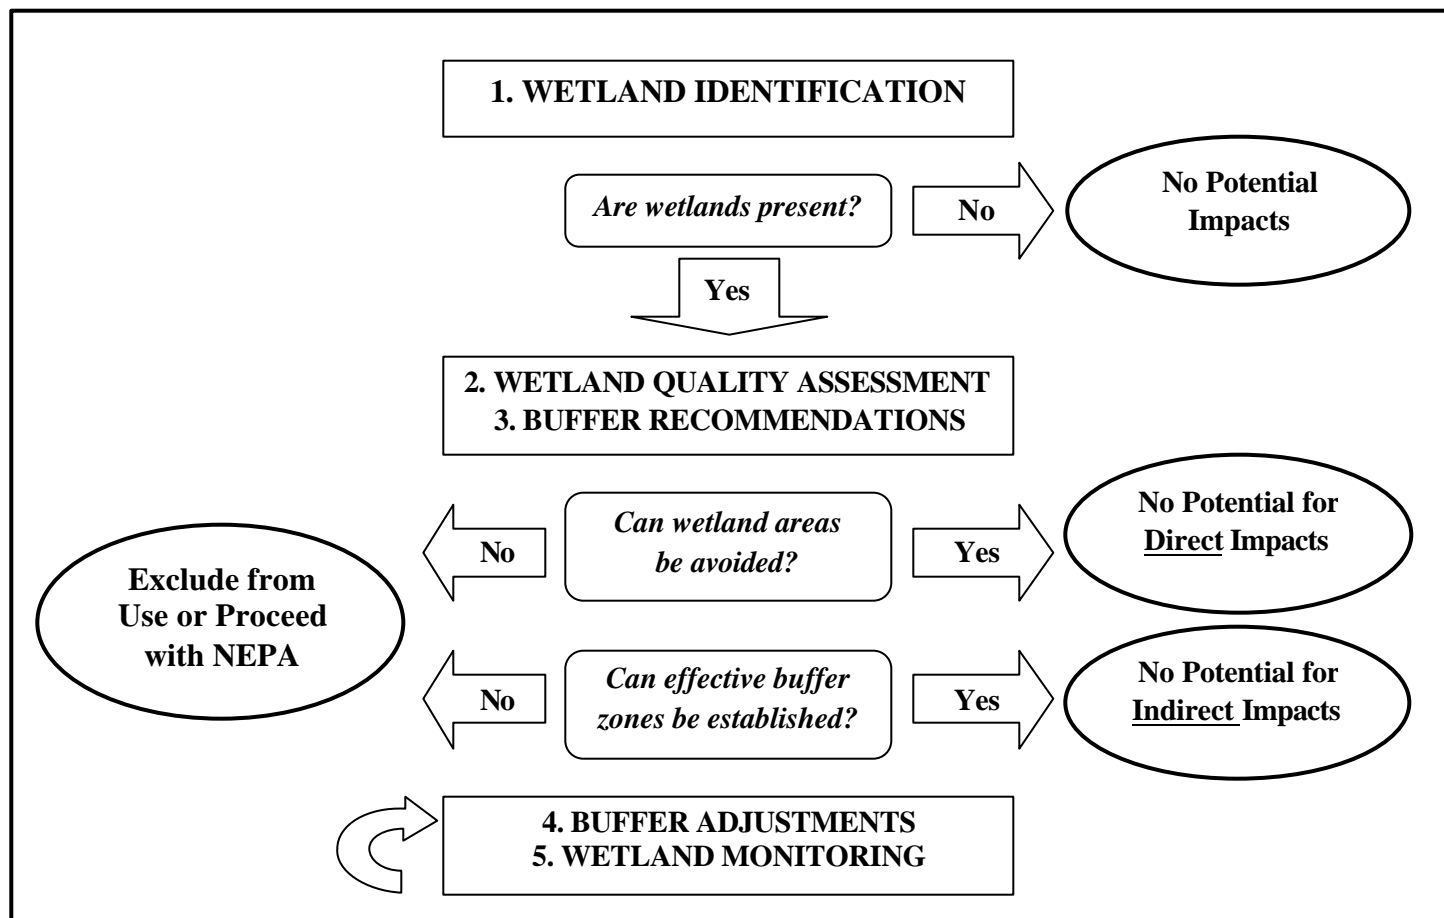 1. WETLAND IDENTIFICATION
Are wetlands present?
No
No Potential
Impacts
Yes
2. WETLAND QUALITY ASSESSMENT
3. BUFFER RECOMMENDATIONS
Can wetland areas
be avoided?
No
Yes
No Potential for
Direct Impacts
Exclude from
Use or Proceed
with NEPA
Can effective buffer
zones be established?
No
Yes
No Potential for
Indirect Impacts
4. BUFFER ADJUSTMENTS
5. WETLAND MONITORING